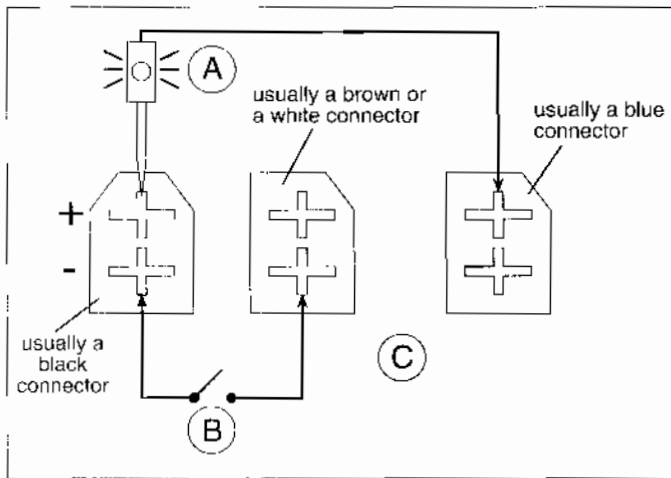 A
usually a brown or
a white connector
usually a blue
connector
+
-
usually a
black
connector
C
B